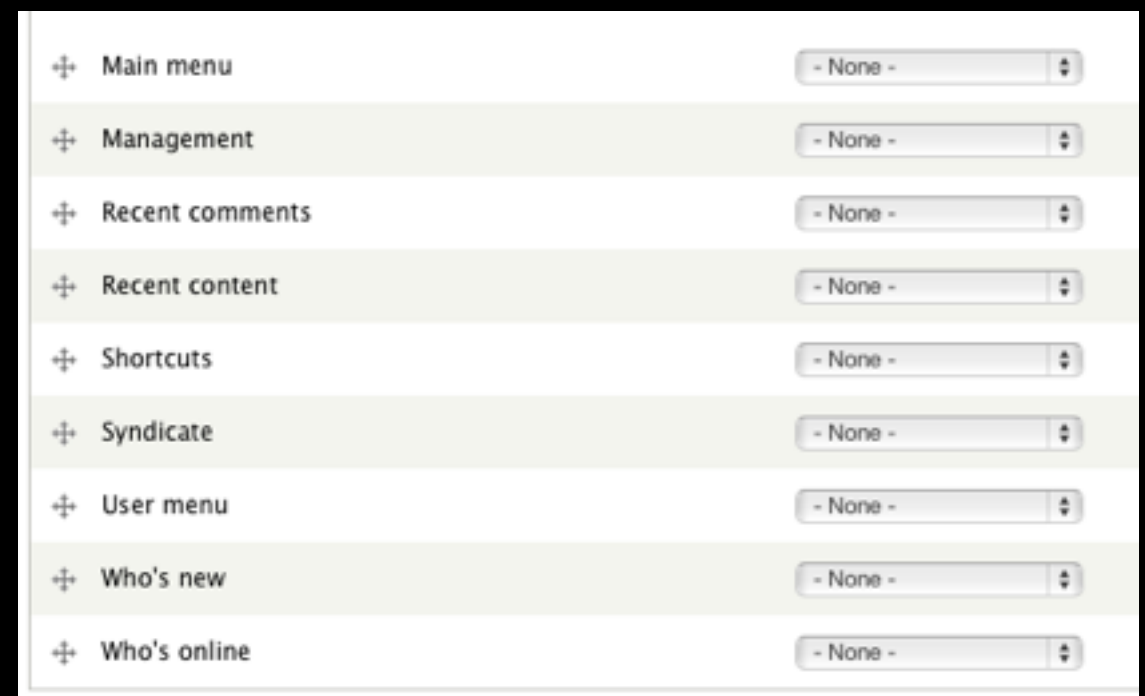 Main menu - None -
Management - None -
Recent comments - None -
Recent content - None -
Shortcuts - None -
Syndicate - None -
User menu - None -
Who's new - None -
Who's online - None -